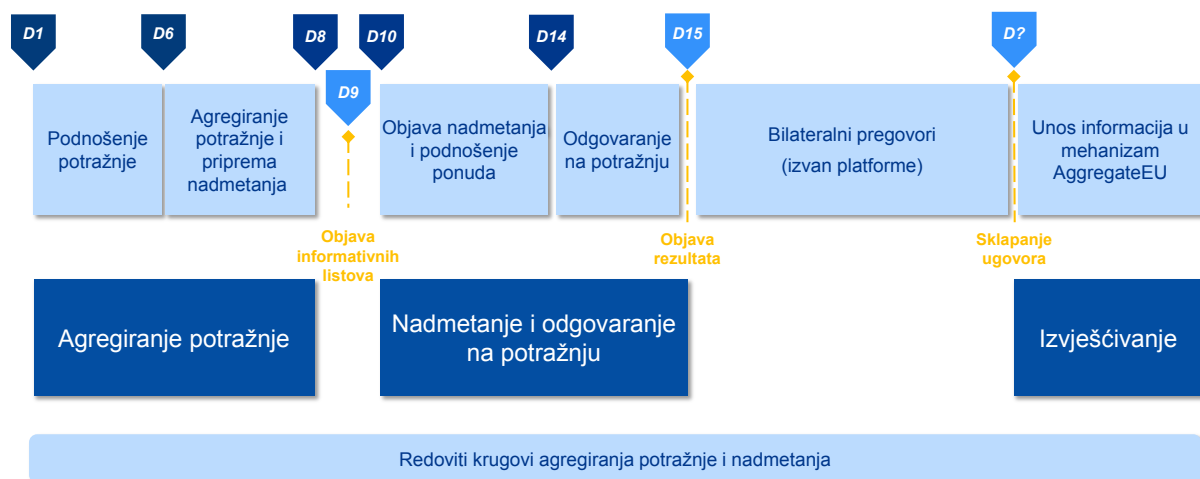 D1
D6
D8
D9
D10
D14
D15
D?
Podnošenje
potražnje
Agregiranje
potražnje i
priprema
nadmetanja
Objava nadmetanja
i podnošenje
ponuda
Odgovaranje
na potražnju
Bilateralni pregovori
(izvan platforme)
Unos informacija u
mehanizam
AggregateEU
Objava
informativnih
listova
Objava
rezultata
Sklapanje
ugovora
Agregiranje potražnje
Nadmetanje i odgovaranje
na potražnju
Izvješćivanje
Redoviti krugovi agregiranja potražnje i nadmetanja